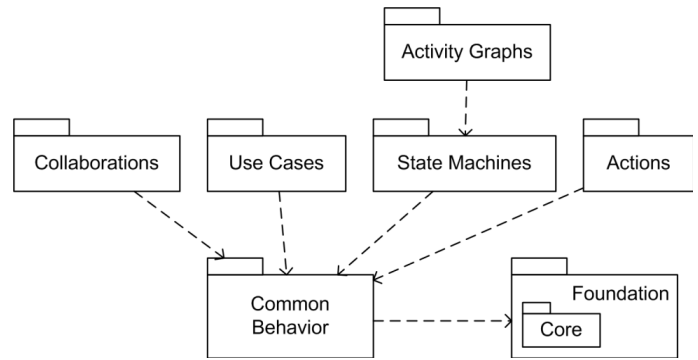 Activity Graphs
Collaborations
Use Cases
State Machines
Actions
Common
Behavior
Foundation
Core